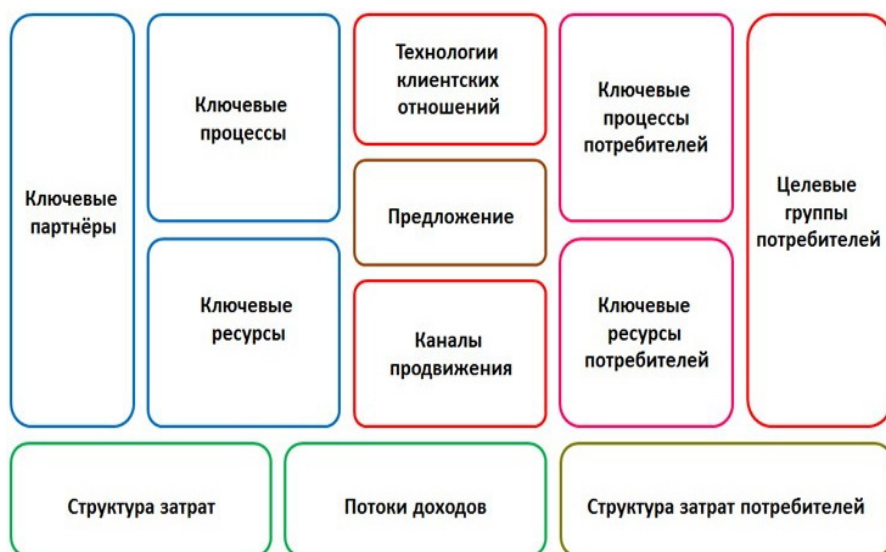 Ключевые
партнёры
Ключевые
процессы
Ключевые
ресурсы
Технологии
клиентских
отношений
Предложение
Каналы
продвижения
Ключевые
процессы
потребителей
Ключевые
ресурсы
потребителей
Целевые
группы
потребителей
Структура затрат
Потоки доходов
Структура затрат потребителей